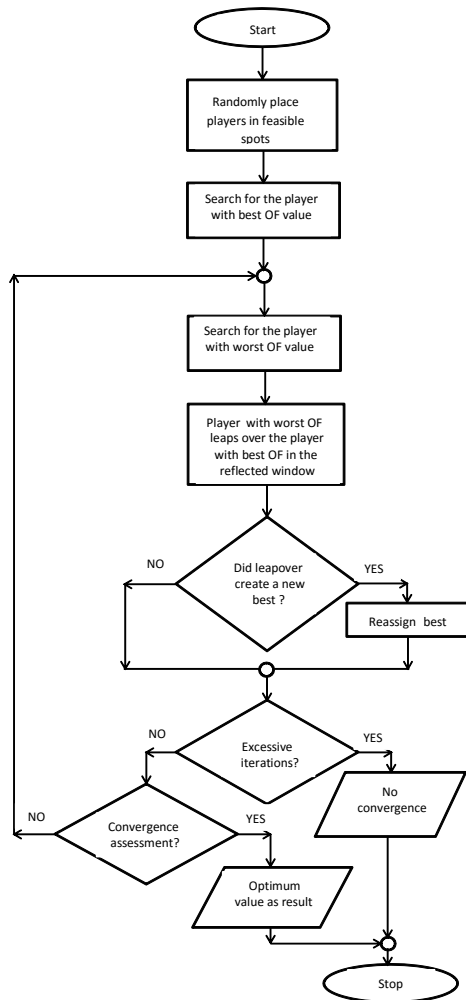 Start
Randomly place
players in feasible
spots
Search for the player
with best OF value
Search for the player
with worst OF value
Player with worst OF
leaps over the player
with best OF in the
reflected window
NO
Did leapover
create a new
best ?
YES
Reassign best
NO
Excessive
iterations?
YES
No
convergence
NO
Convergence
assessment?
YES
Optimum
value as result
Stop